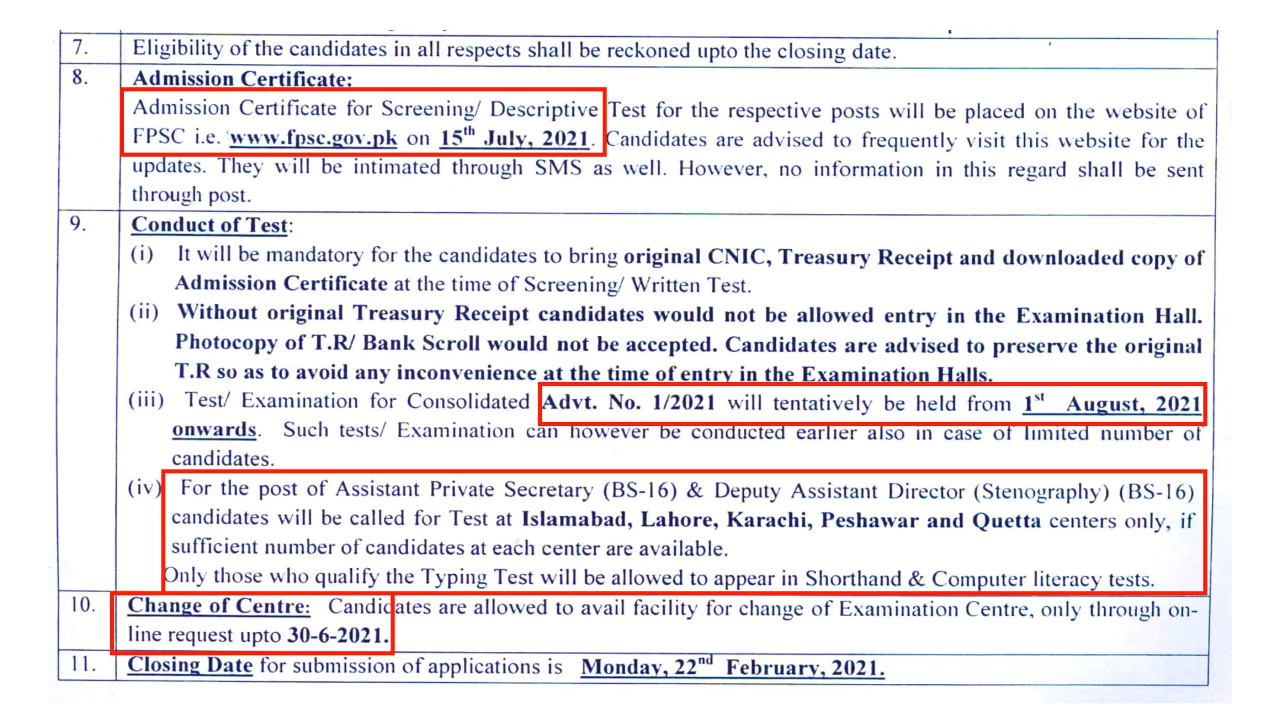 7. Eligibility of the candidates in all respects shall be reckoned upto the closing date.
8. Admission Certificate:
Admission Certificate for Screening/ Descriptive Test for the respective posts will be placed on the website of
FPSC i.e. www.fpsc.gov.pk on 15th July, 2021. Candidates are advised to frequently visit this website for the
updates. They will be intimated through SMS as well. However, no information in this regard shall be sent
through post.
9. Conduct of Test:
(i) It will be mandatory for the candidates to bring original CNIC, Treasury Receipt and downloaded copy of
Admission Certificate at the time of Screening/ Written Test.
(ii) Without original Treasury Receipt candidates would not be allowed entry in the Examination Hall.
Photocopy of T.R/ Bank Scroll would not be accepted. Candidates are advised to preserve the original
T.R so as to avoid any inconvenience at the time of entry in the Examination Halls.
(iii) Test/ Examination for Consolidated Advt. No. 1/2021 will tentatively be held from 1st August, 2021
onwards. Such tests/ Examination can however be conducted earlier also in case of limited number of
candidates.
(iv) For the post of Assistant Private Secretary (BS-16) & Deputy Assistant Director (Stenography) (BS-16)
candidates will be called for Test at Islamabad, Lahore, Karachi, Peshawar and Quetta centers only, if
sufficient number of candidates at each center are available.
Only those who qualify the Typing Test will be allowed to appear in Shorthand & Computer literacy tests.
10. Change of Centre: Candidates are allowed to avail facility for change of Examination Centre, only through on-
line request upto 30-6-2021.
11. Closing Date for submission of applications is Monday, 22nd February, 2021.